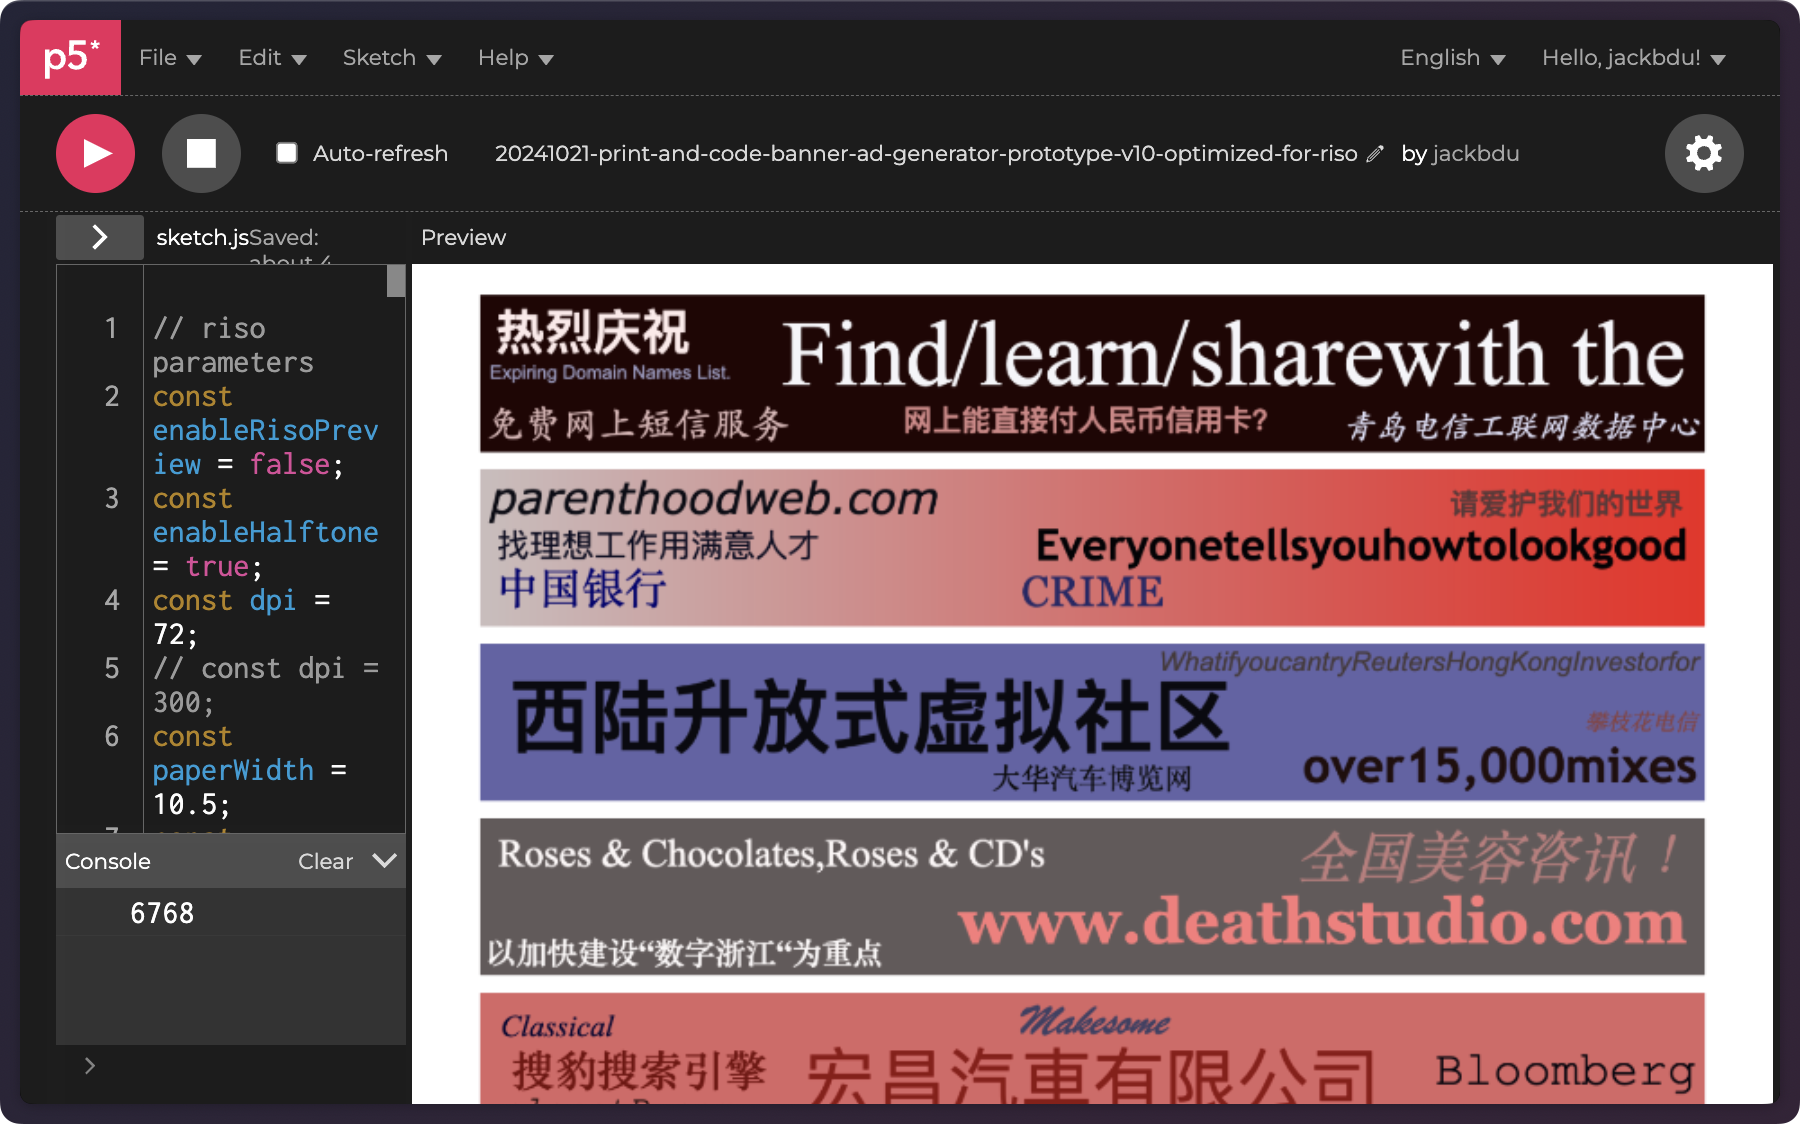 p5*
File Edit Sketch Help English Hello, jackbdu!
Auto-refresh 20241021-print-and-code-banner-ad-generator-prototype-v10-optimized-for-riso by jackbdu
sketch.js Saved: about 4
1 // riso
parameters
2 const
enableRisoPrev
iew = false;
3 const
enableHalftone
= true;
4 const dpi =
72;
5 // const dpi =
300;
6 const
paperWidth =
10.5;
7 const
Console Clear
6768
Preview
热烈庆祝
Expiring Domain Names List.
Find/learn/sharewith the
免费网上短信服务
网上能直接付人民币信用卡?
青岛电信工联网数据中心
parenthoodweb.com
请爱护我们的世界
找理想工作用满意人才
Everyonetellsyouhowtolookgood
中国银行
CRIME
WhatifyoucantryReutersHongKongInvestorfor
西陆升放式虚拟社区
攀枝花电信
大华汽车博览网
over15,000mixes
Roses & Chocolates,Roses & CD's
全国美容咨讯！
www.deathstudio.com
以加快建设“数字浙江“为重点
Classical
Makesome
搜豹搜索引擎
宏昌汽車有限公司
Bloomberg